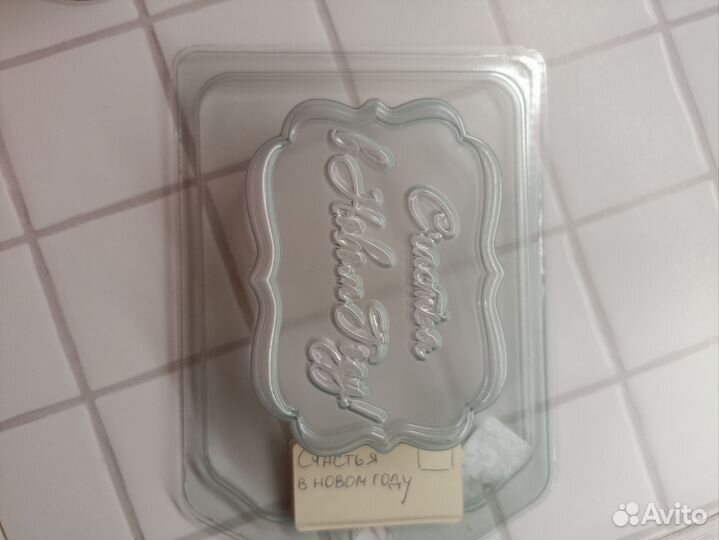 Счастья
в Новом Году!
СЧАСТЬЯ
В НОВОМ ГОДУ
Avito